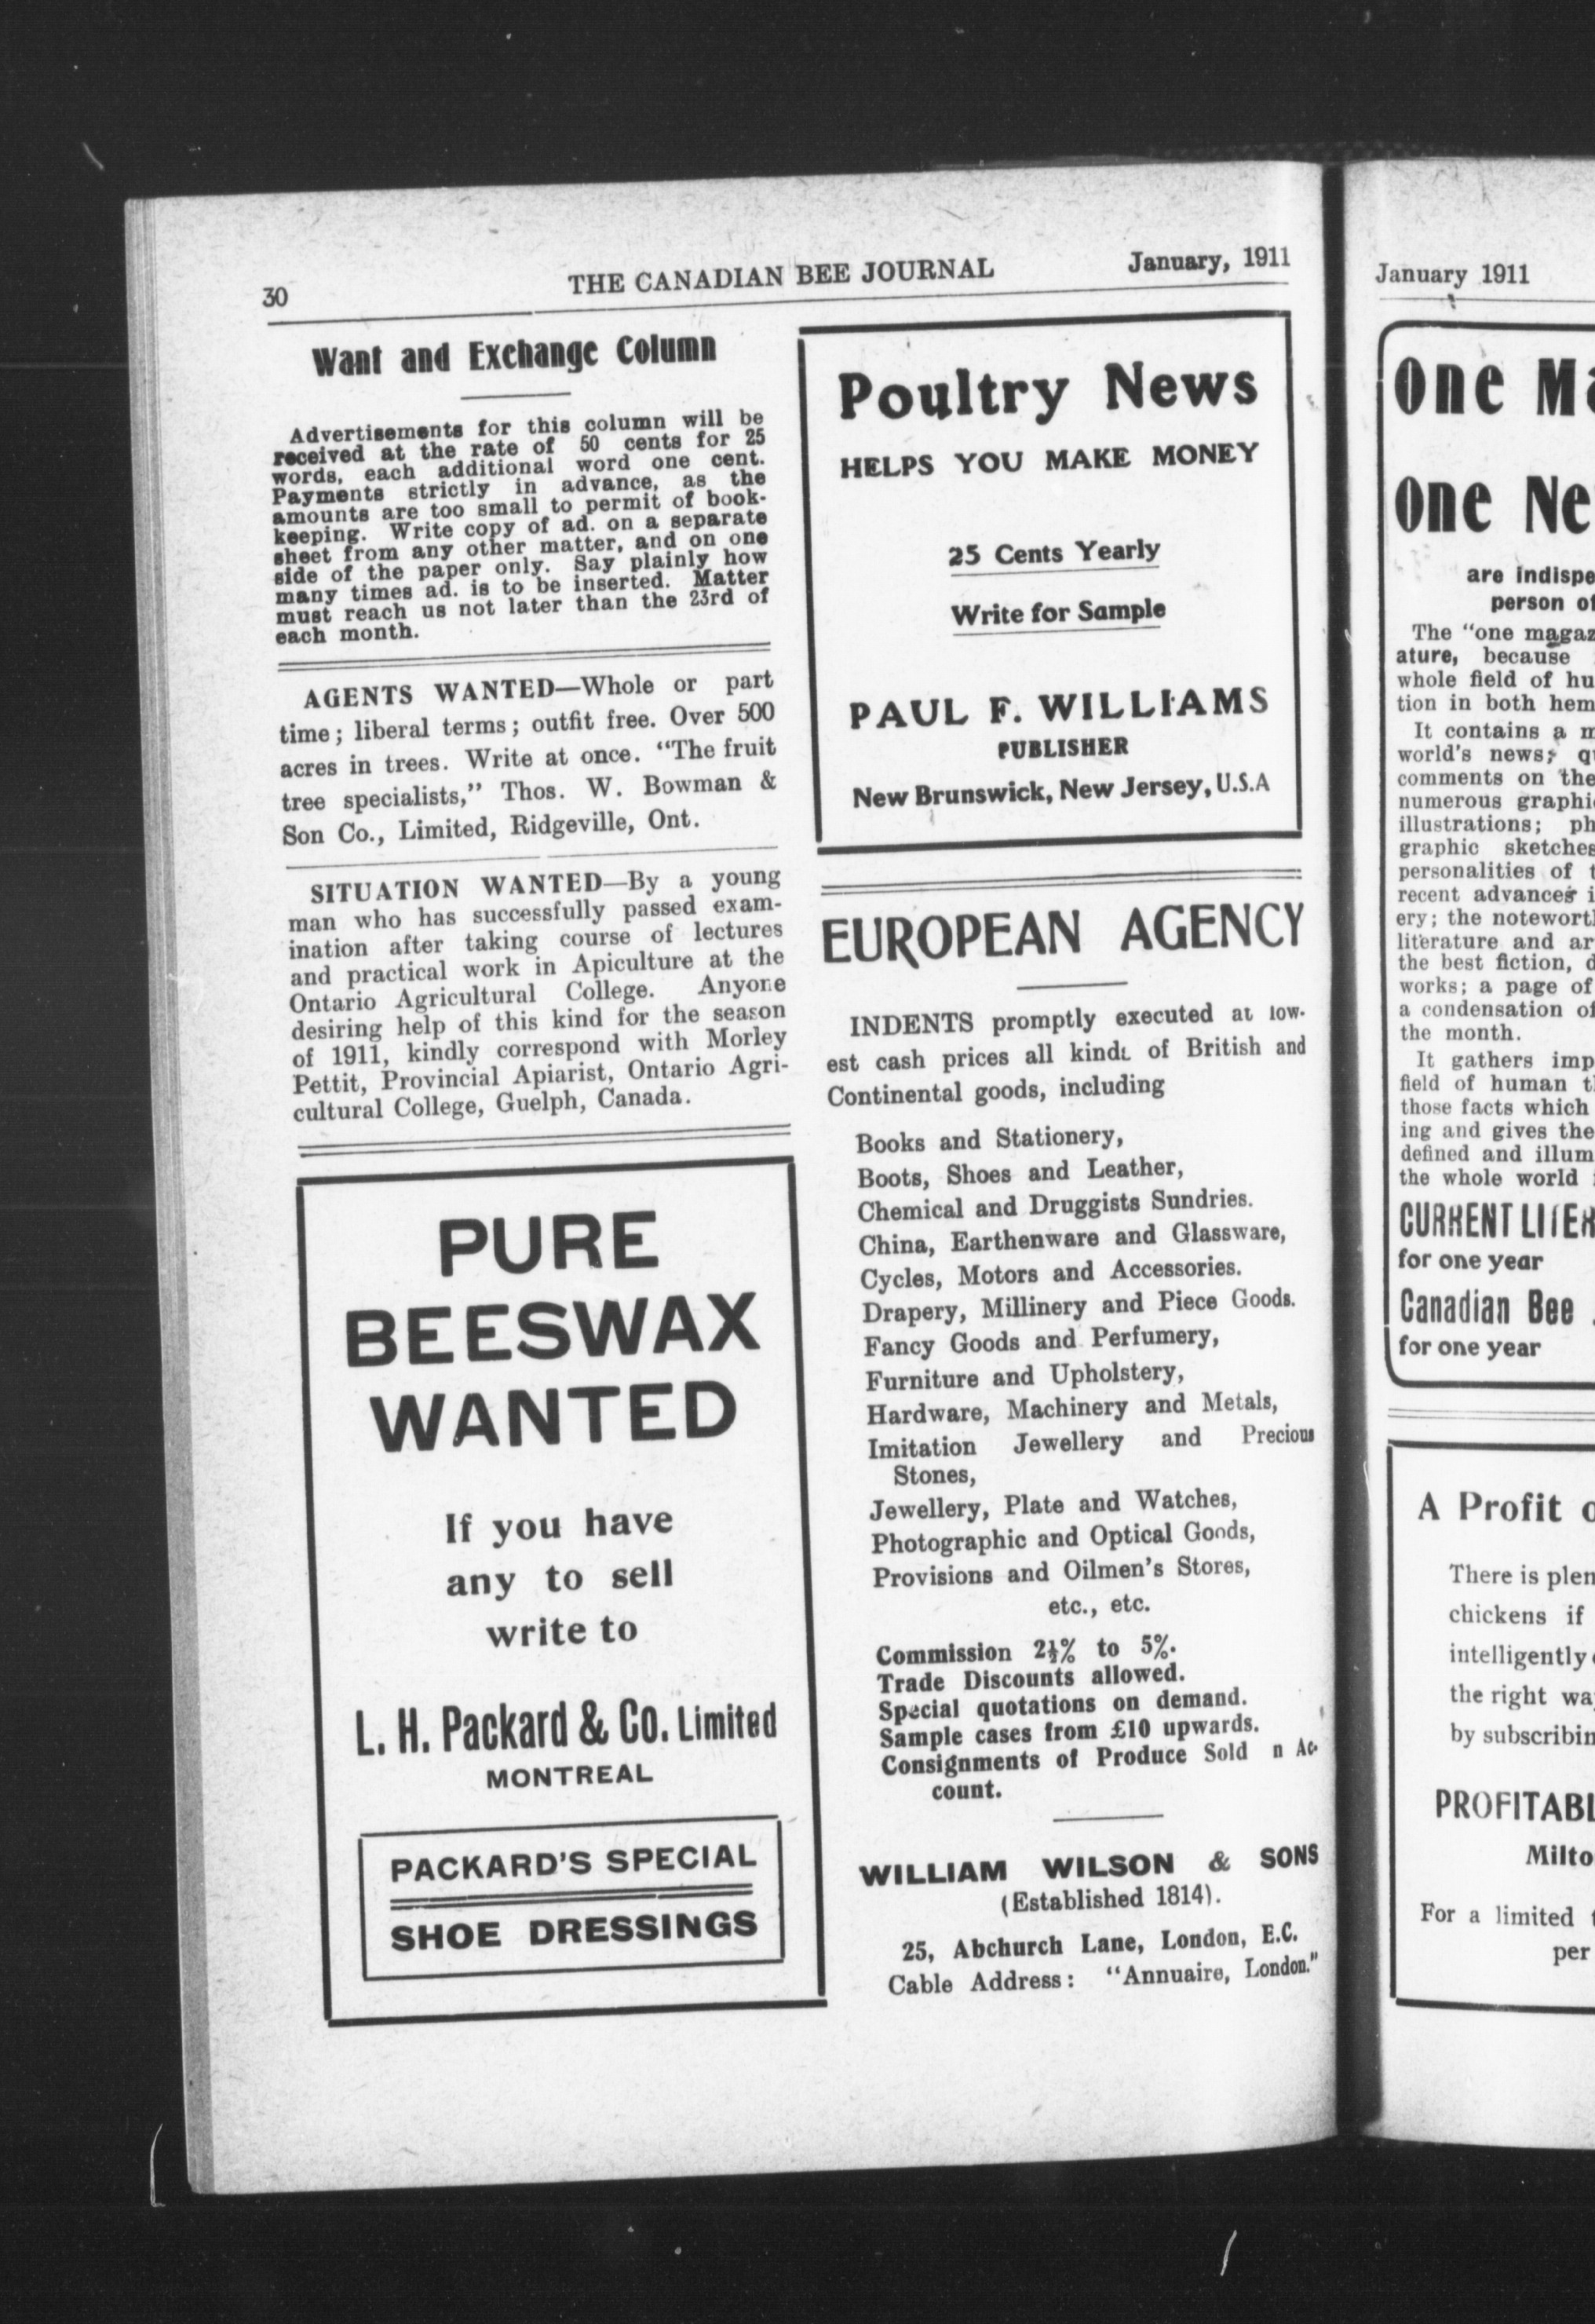 30
THE CANADIAN BEE JOURNAL
January, 1911
Want and Exchange Column
Advertisements for this column will be
received at the rate of 50 cents for 25
words, each additional word one cent.
Payments strictly in advance, as the
amounts are too small to permit of book-
keeping. Write copy of ad. on a separate
sheet from any other matter, and on one
side of the paper only. Say plainly how
many times ad. is to be inserted. Matter
must reach us not later than the 23rd of
each month.
AGENTS WANTED—Whole or part
time; liberal terms; outfit free. Over 500
acres in trees. Write at once. "The fruit
tree specialists," Thos. W. Bowman &
Son Co., Limited, Ridgeville, Ont.
SITUATION WANTED—By a young
man who has successfully passed exam-
ination after taking course of lectures
and practical work in Apiculture at the
Ontario Agricultural College. Anyone
desiring help of this kind for the season
of 1911, kindly correspond with Morley
Pettit, Provincial Apiarist, Ontario Agri-
cultural College, Guelph, Canada.
PURE
BEESWAX
WANTED
If you have
any to sell
write to
L. H. Packard & Co. Limited
MONTREAL
PACKARD'S SPECIAL
SHOE DRESSINGS
Poultry News
HELPS YOU MAKE MONEY
25 Cents Yearly
Write for Sample
PAUL F. WILLIAMS
PUBLISHER
New Brunswick, New Jersey, U.S.A
EUROPEAN AGENCY
INDENTS promptly executed at low-
est cash prices all kinds of British and
Continental goods, including
Books and Stationery,
Boots, Shoes and Leather,
Chemical and Druggists Sundries.
China, Earthenware and Glassware,
Cycles, Motors and Accessories.
Drapery, Millinery and Piece Goods.
Fancy Goods and Perfumery,
Furniture and Upholstery,
Hardware, Machinery and Metals,
Imitation Jewellery and Precious
Stones,
Jewellery, Plate and Watches,
Photographic and Optical Goods,
Provisions and Oilmen's Stores,
etc., etc.
Commission 2½% to 5%.
Trade Discounts allowed.
Special quotations on demand.
Sample cases from £10 upwards.
Consignments of Produce Sold n Ac-
count.
WILLIAM WILSON & SONS
(Established 1814).
25, Abchurch Lane, London, E.C.
Cable Address: "Annuaire, London."
January 1911
One Ma
One Ne
are indispe
person of
The "one magaz
ature, because
whole field of hu
tion in both hem
It contains a m
world's news; qu
comments on the
numerous graphi
illustrations; ph
graphic sketches
personalities of t
recent advances i
ery; the notewort
literature and ar
the best fiction, d
works; a page of
a condensation of
the month.
It gathers imp
field of human t
those facts which
ing and gives the
defined and illum
the whole world
CURRENT LITER
for one year
Canadian Bee
for one year
A Profit o
There is plen
chickens if
intelligently
the right wa
by subscribin
PROFITABL
Milto
For a limited t
per